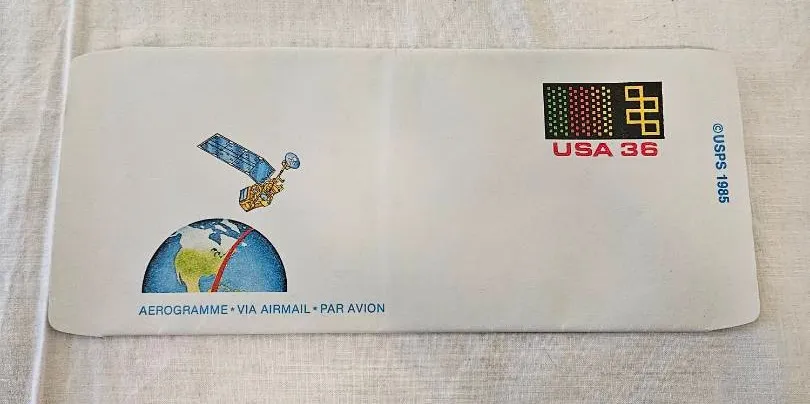 USA 36
©USPS 1985
AEROGRAMME★VIA AIRMAIL★PAR AVION